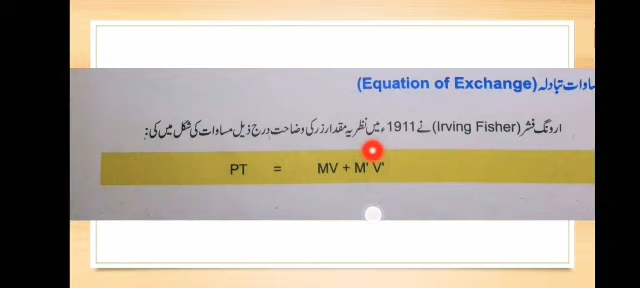 مساوات تبادلہ (Equation of Exchange)
ارونگ فشر (Irving Fisher) نے 1911ء میں نظریہ مقدار زر کی وضاحت درج ذیل مساوات کی شکل میں کی:
PT = MV + M' V'